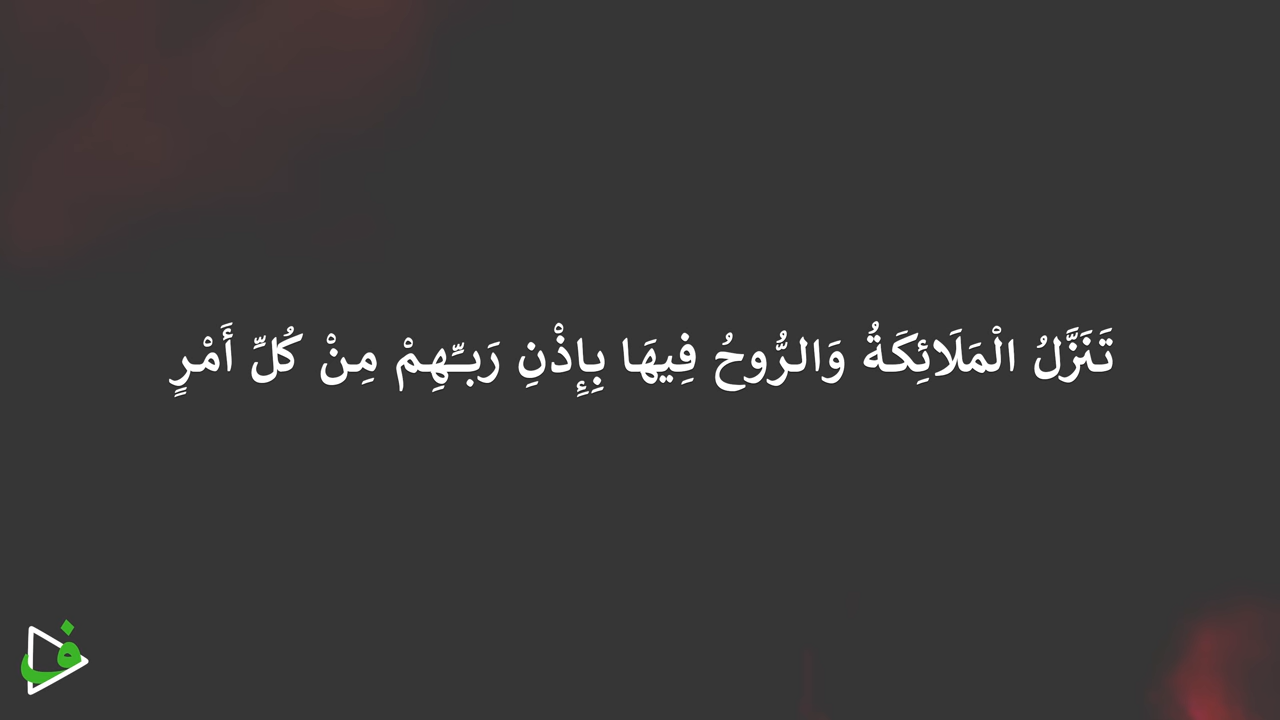 تَنَزَّلُ الْمَلَائِكَةُ وَالرُّوحُ فِيهَا بِإِذْنِ رَبِّهِمْ مِنْ كُلِّ أَمْرٍ
ف